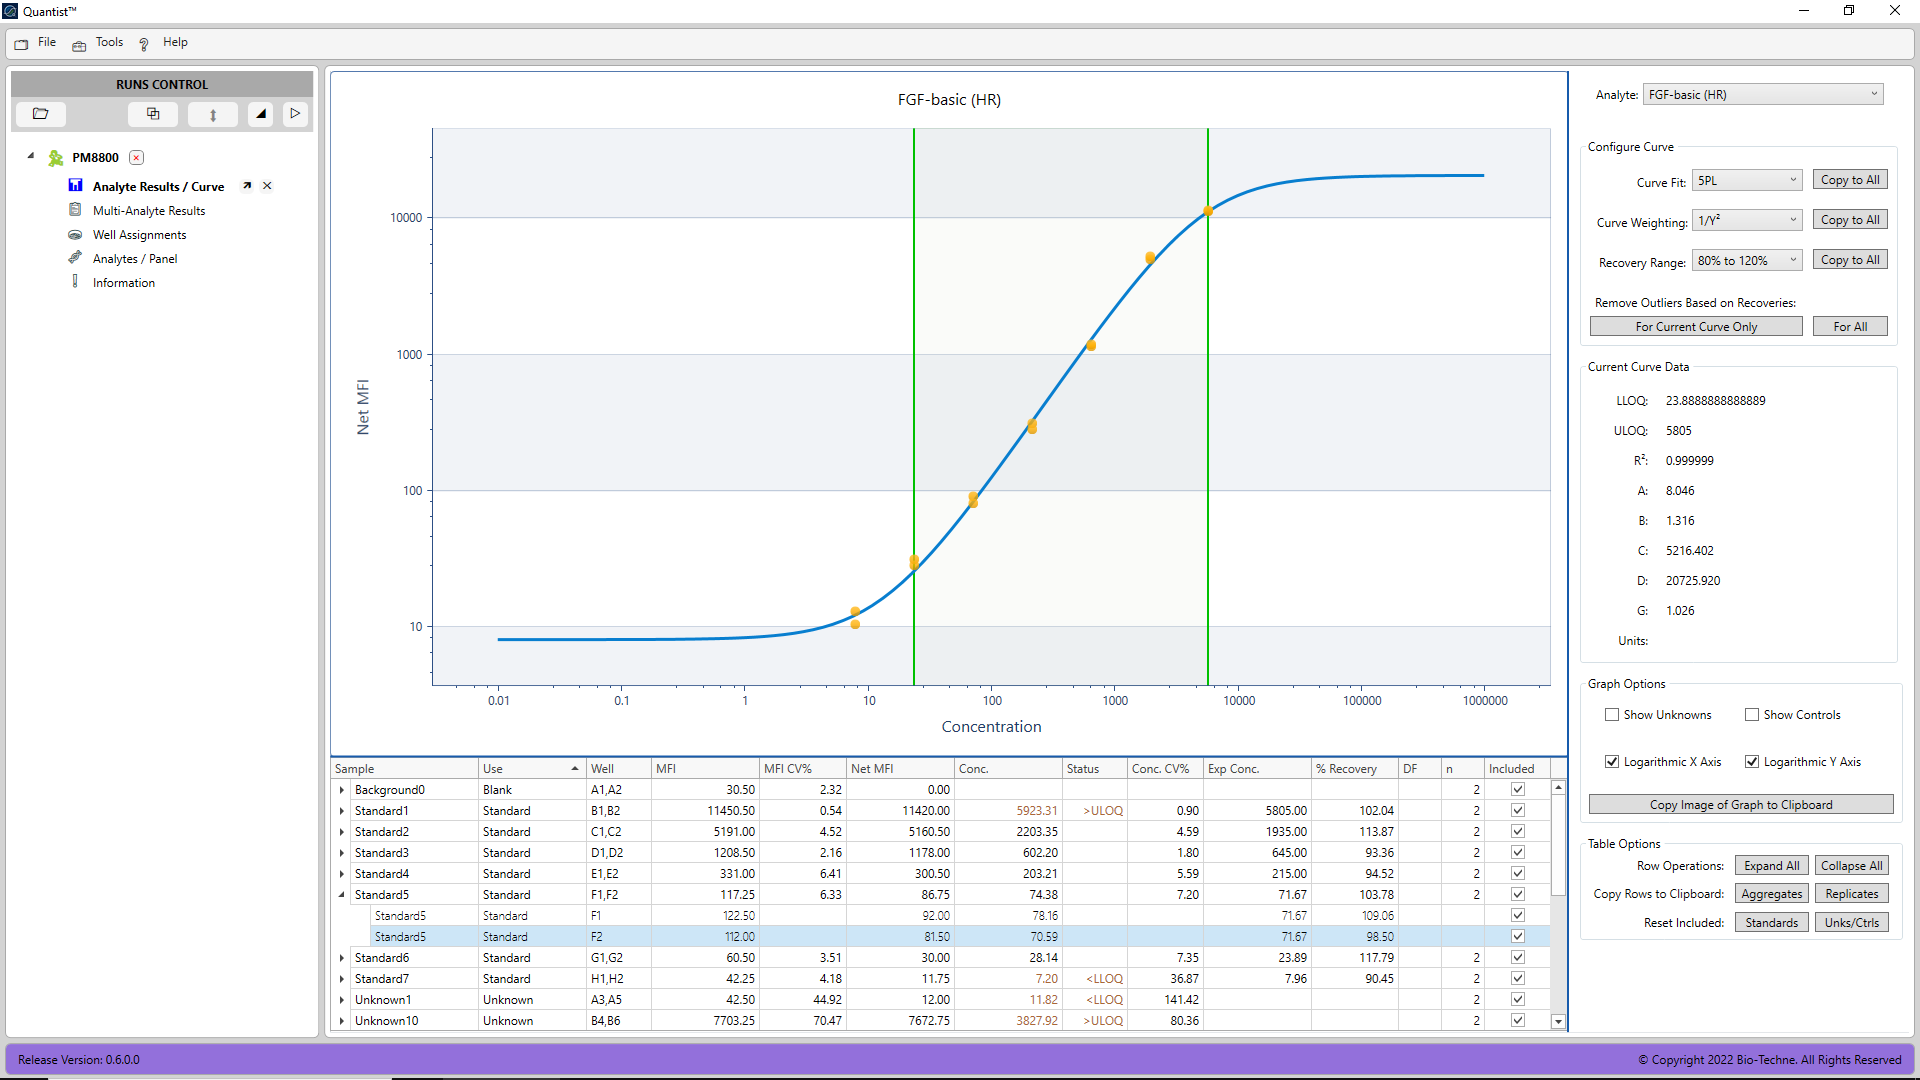 Quantist™
File Tools Help
RUNS CONTROL
PM8800
Analyte Results / Curve
Multi-Analyte Results
Well Assignments
Analytes / Panel
Information
FGF-basic (HR)
Net MFI
10000
1000
100
10
0.01 0.1 1 10 100 1000 10000 100000 1000000
Concentration
Analyte: FGF-basic (HR)
Configure Curve
Curve Fit: 5PL Copy to All
Curve Weighting: 1/Y² Copy to All
Recovery Range: 80% to 120% Copy to All
Remove Outliers Based on Recoveries:
For Current Curve Only For All
Current Curve Data
LLOQ: 23.8888888888889
ULOQ: 5805
R²: 0.999999
A: 8.046
B: 1.316
C: 5216.402
D: 20725.920
G: 1.026
Units:
Graph Options
Show Unknowns Show Controls
Logarithmic X Axis Logarithmic Y Axis
Copy Image of Graph to Clipboard
Table Options
Row Operations: Expand All Collapse All
Copy Rows to Clipboard: Aggregates Replicates
Reset Included: Standards Unks/Ctrls
Sample Use Well MFI MFI CV% Net MFI Conc. Status Conc. CV% Exp Conc. % Recovery DF n Included
Background0 Blank A1,A2 30.50 2.32 0.00 2
Standard1 Standard B1,B2 11450.50 0.54 11420.00 5923.31 >ULOQ 0.90 5805.00 102.04 2
Standard2 Standard C1,C2 5191.00 4.52 5160.50 2203.35 4.59 1935.00 113.87 2
Standard3 Standard D1,D2 1208.50 2.16 1178.00 602.20 1.80 645.00 93.36 2
Standard4 Standard E1,E2 331.00 6.41 300.50 203.21 5.59 215.00 94.52 2
Standard5 Standard F1,F2 117.25 6.33 86.75 74.38 7.20 71.67 103.78 2
Standard5 Standard F1 122.50 92.00 78.16 71.67 109.06
Standard5 Standard F2 112.00 81.50 70.59 71.67 98.50
Standard6 Standard G1,G2 60.50 3.51 30.00 28.14 7.35 23.89 117.79 2
Standard7 Standard H1,H2 42.25 4.18 11.75 7.20 <LLOQ 36.87 7.96 90.45 2
Unknown1 Unknown A3,A5 42.50 44.92 12.00 11.82 <LLOQ 141.42 2
Unknown10 Unknown B4,B6 7703.25 70.47 7672.75 3827.92 >ULOQ 80.36 2
Release Version: 0.6.0.0
© Copyright 2022 Bio-Techne. All Rights Reserved